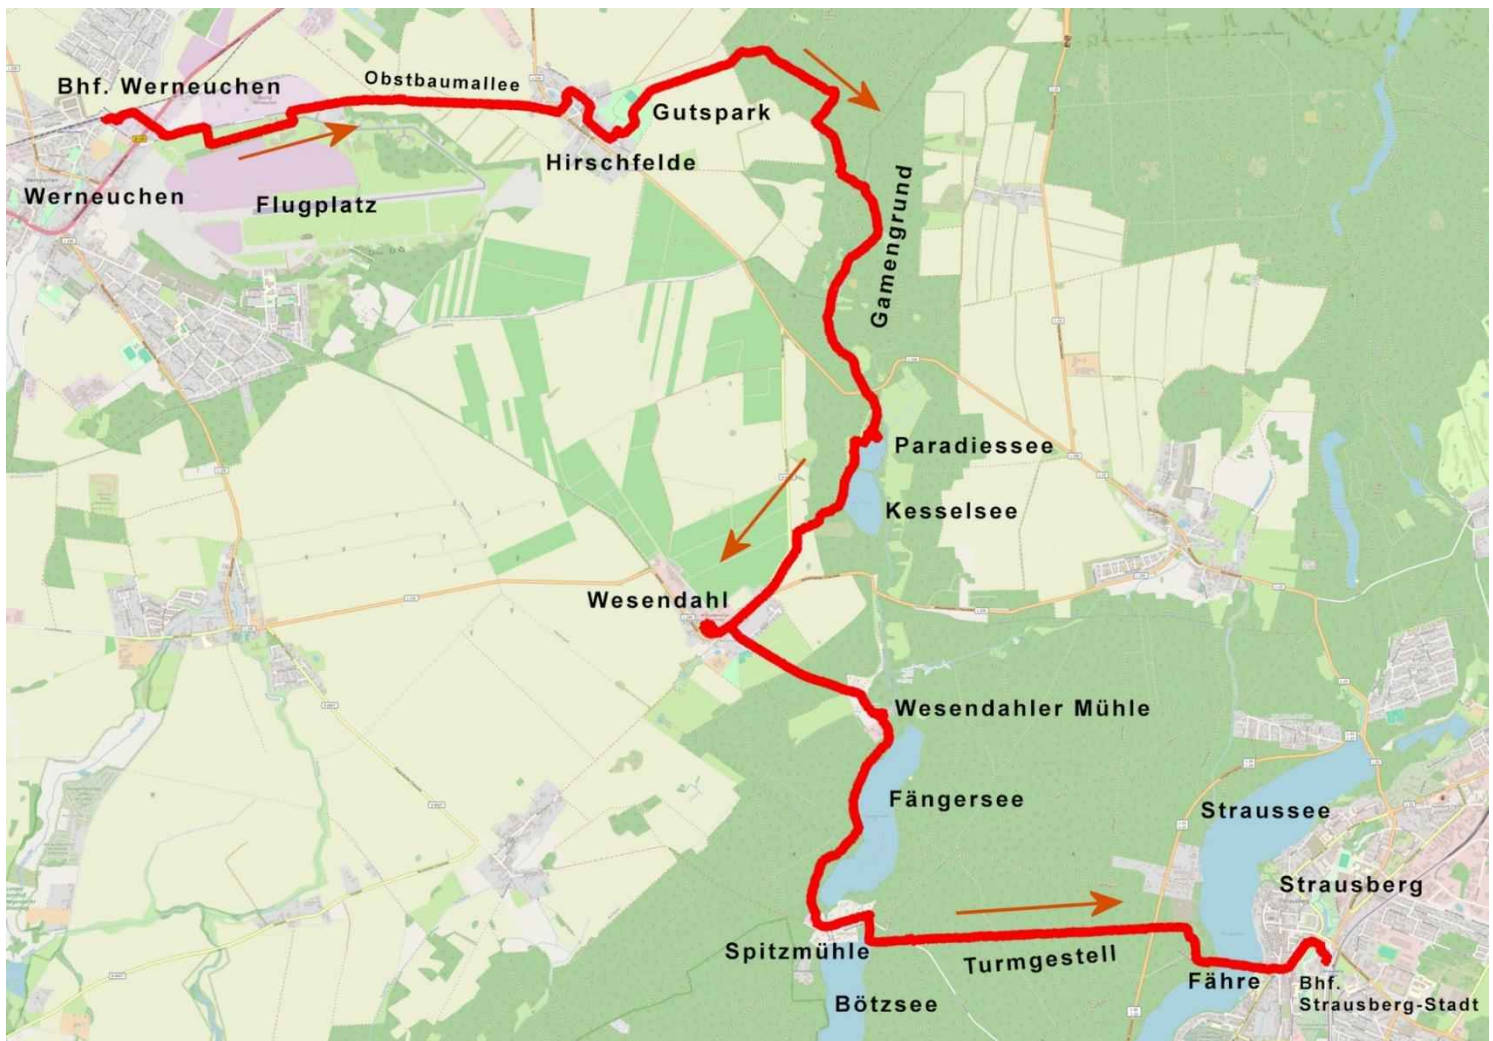 Bhf. Werneuchen
Obstbaumallee
Gutspark
Hirschfelde
Werneuchen
Flugplatz
Gamengrund
Paradiessee
Kesselsee
Wesendahl
Wesendahler Mühle
Fängersee
Straussee
Strausberg
Spitzmühle
Turmgestell
Fähre
Bhf.
Strausberg-Stadt
Bötzsee